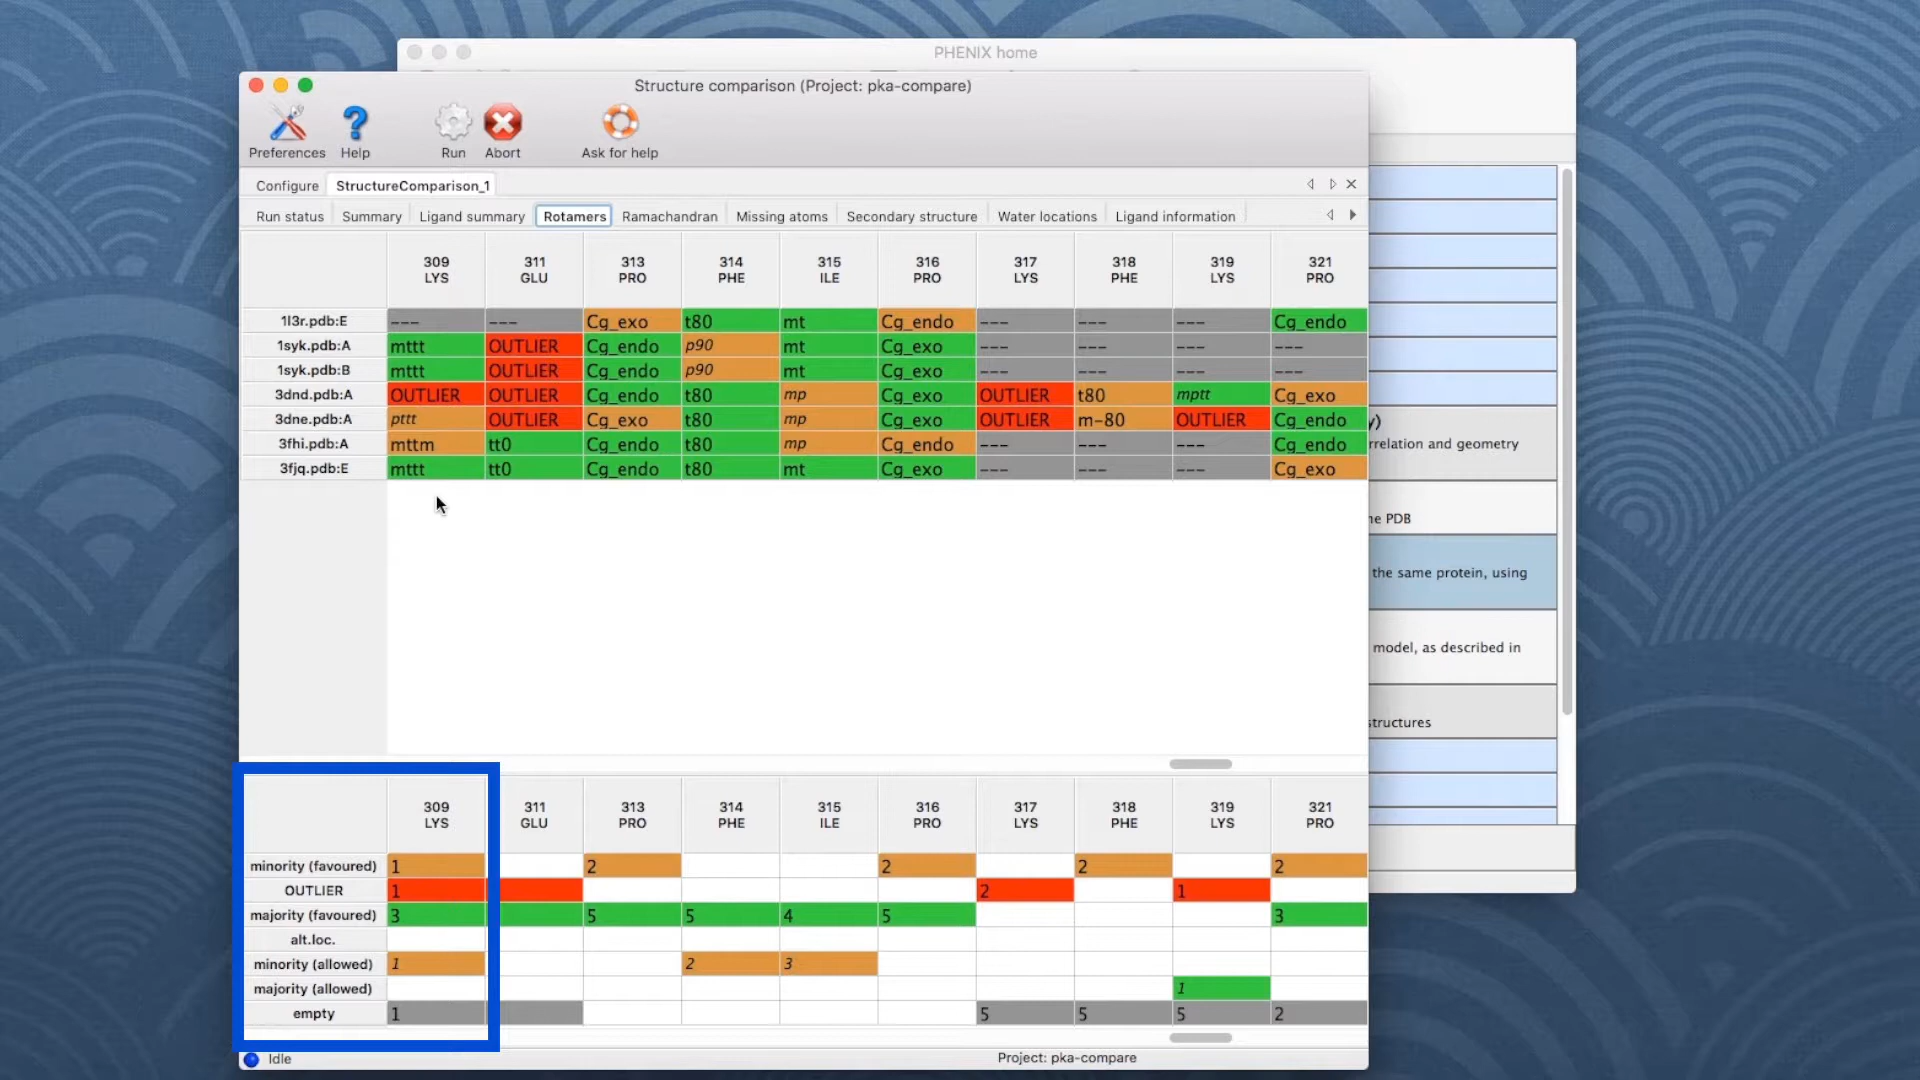 PHENIX home
Structure comparison (Project: pka-compare)
Preferences Help Run Abort Ask for help
Configure StructureComparison_1
Run status Summary Ligand summary Rotamers Ramachandran Missing atoms Secondary structure Water locations Ligand information
309 311 313 314 315 316 317 318 319 321
LYS GLU PRO PHE ILE PRO LYS PHE LYS PRO
1l3r.pdb:E --- --- Cg_exo t80 mt Cg_endo --- --- --- Cg_endo
1syk.pdb:A mttt OUTLIER Cg_endo p90 mt Cg_exo --- --- --- ---
1syk.pdb:B mttt OUTLIER Cg_endo p90 mt Cg_exo --- --- --- ---
3dnd.pdb:A OUTLIER OUTLIER Cg_endo t80 mp Cg_exo OUTLIER t80 mptt Cg_exo
3dne.pdb:A pttt OUTLIER Cg_exo t80 mp Cg_exo OUTLIER m-80 OUTLIER Cg_endo
3fhi.pdb:A mttm tt0 Cg_endo t80 mp Cg_endo --- --- --- Cg_endo
3fjq.pdb:E mttt tt0 Cg_endo t80 mt Cg_exo --- --- --- Cg_exo
309 311 313 314 315 316 317 318 319 321
LYS GLU PRO PHE ILE PRO LYS PHE LYS PRO
minority (favoured) 1 2 2 2 2
OUTLIER 1 2 1
majority (favoured) 3 5 5 4 5 3
alt.loc.
minority (allowed) 1 2 3
majority (allowed) 1
empty 1 5 5 5 2
Idle Project: pka-compare
rrelation and geometry
PDB
the same protein, using
model, as described in
structures